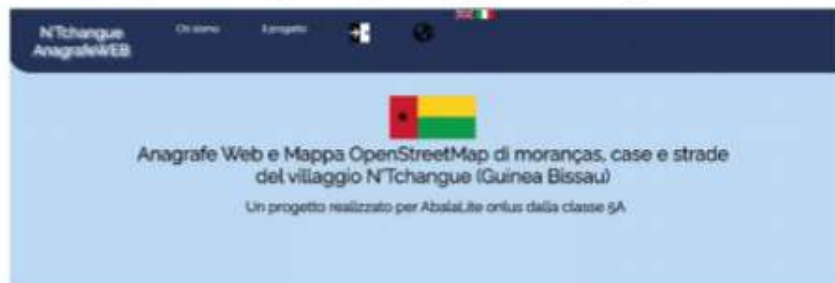 N'Tchangue
AnagrafeWEB
Chi siamo
Il progetto
Anagrafe Web e Mappa OpenStreetMap di moranças, case e strade
del villaggio N'Tchangue (Guinea Bissau)
Un progetto realizzato per AbalaLite onlus dalla classe 5A